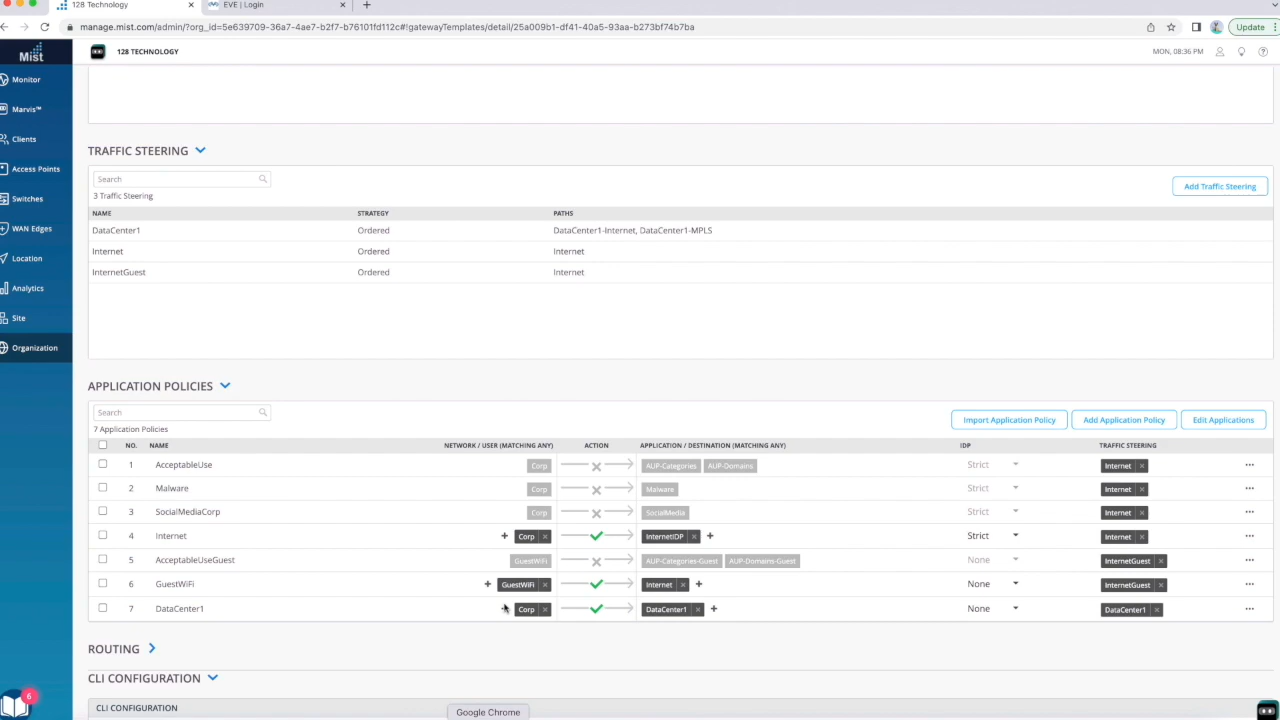 128 Technology
EVE | Login
manage.mist.com/admin/?org_id=5e639709-36a7-4ae7-b2f7-b76101fd112c#!gatewayTemplates/detail/25a009b1-df41-40a5-93aa-b273bf74b7ba
Update
Mist
128 TECHNOLOGY
MON, 08:36 PM
Monitor
Marvis™
Clients
Access Points
Switches
WAN Edges
Location
Analytics
Site
Organization
6
TRAFFIC STEERING
Search
3 Traffic Steering
Add Traffic Steering
NAME STRATEGY PATHS
DataCenter1 Ordered DataCenter1-Internet, DataCenter1-MPLS
Internet Ordered Internet
InternetGuest Ordered Internet
APPLICATION POLICIES
Search
7 Application Policies
Import Application Policy Add Application Policy Edit Applications
NO. NAME NETWORK / USER (MATCHING ANY) ACTION APPLICATION / DESTINATION (MATCHING ANY) IDP TRAFFIC STEERING
1 AcceptableUse Corp AUP-Categories AUP-Domains Strict Internet
2 Malware Corp Malware Strict Internet
3 SocialMediaCorp Corp SocialMedia Strict Internet
4 Internet + Corp InternetIDP + Strict Internet
5 AcceptableUseGuest GuestWiFi AUP-Categories-Guest AUP-Domains-Guest None InternetGuest
6 GuestWiFi + GuestWiFi Internet + None InternetGuest
7 DataCenter1 + Corp DataCenter1 + None DataCenter1
ROUTING
CLI CONFIGURATION
CLI CONFIGURATION
Google Chrome